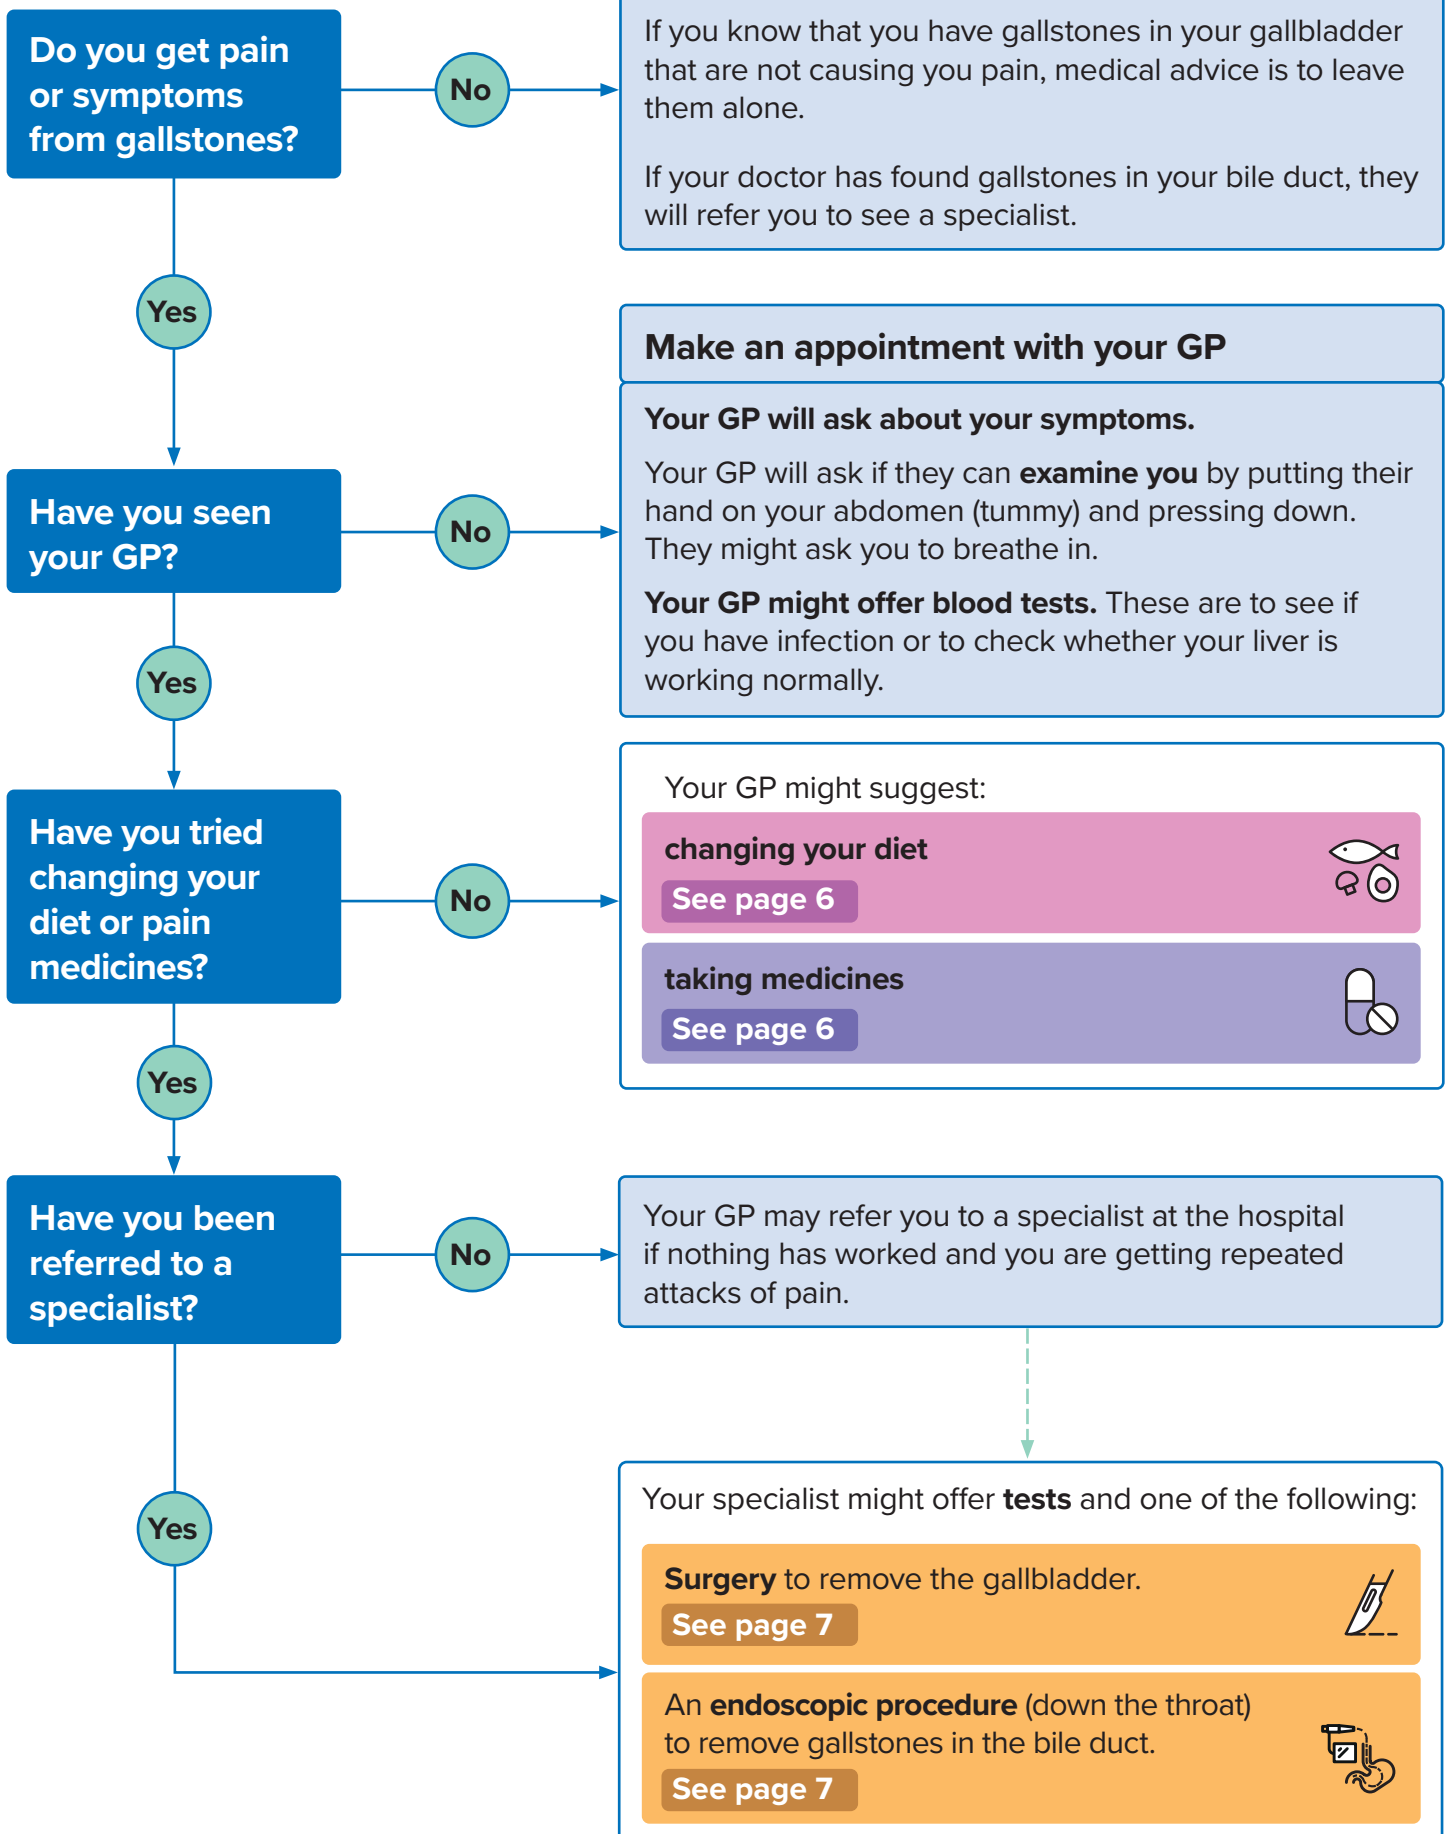 Do you get pain
or symptoms
from gallstones?
No
If you know that you have gallstones in your gallbladder
that are not causing you pain, medical advice is to leave
them alone.
If your doctor has found gallstones in your bile duct, they
will refer you to see a specialist.
Yes
Have you seen
your GP?
No
Make an appointment with your GP
Your GP will ask about your symptoms.
Your GP will ask if they can examine you by putting their
hand on your abdomen (tummy) and pressing down.
They might ask you to breathe in.
Your GP might offer blood tests. These are to see if
you have infection or to check whether your liver is
working normally.
Yes
Have you tried
changing your
diet or pain
medicines?
No
Your GP might suggest:
changing your diet
See page 6
taking medicines
See page 6
Yes
Have you been
referred to a
specialist?
No
Your GP may refer you to a specialist at the hospital
if nothing has worked and you are getting repeated
attacks of pain.
Yes
Your specialist might offer tests and one of the following:
Surgery to remove the gallbladder.
See page 7
An endoscopic procedure (down the throat)
to remove gallstones in the bile duct.
See page 7